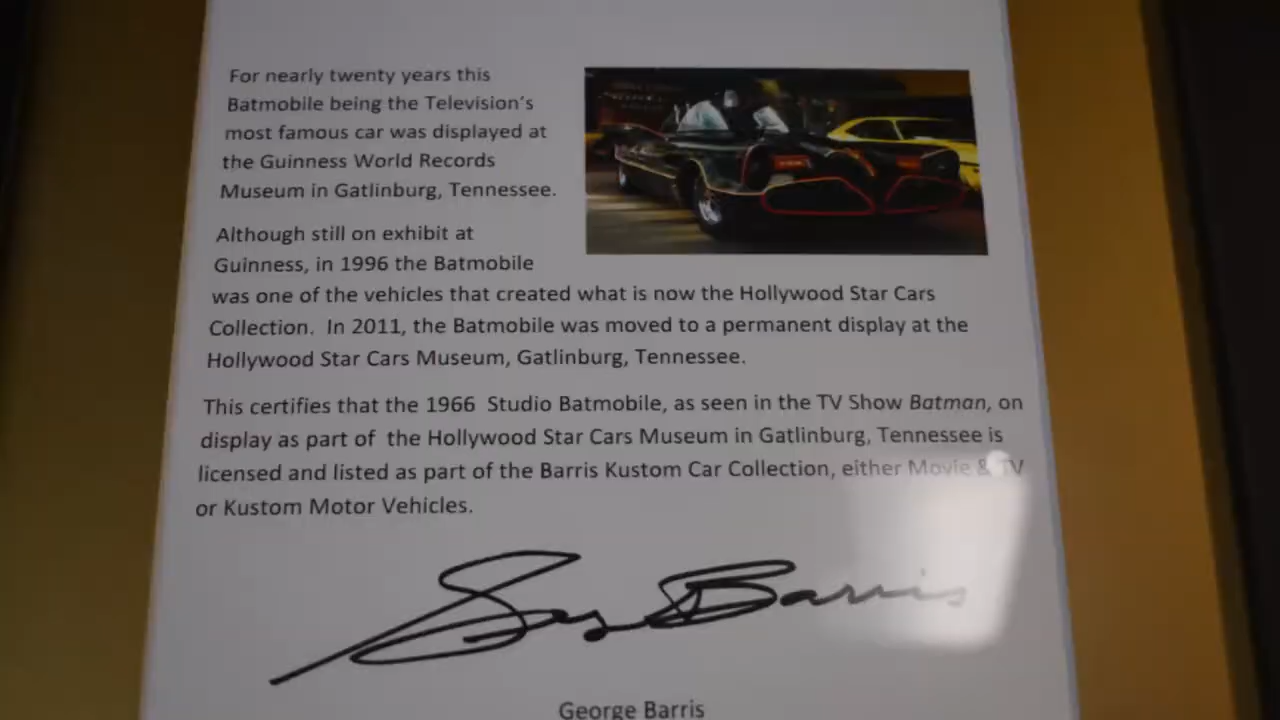 For nearly twenty years this
Batmobile being the Television's
most famous car was displayed at
the Guinness World Records
Museum in Gatlinburg, Tennessee.
Although still on exhibit at
Guinness, in 1996 the Batmobile
was one of the vehicles that created what is now the Hollywood Star Cars
Collection. In 2011, the Batmobile was moved to a permanent display at the
Hollywood Star Cars Museum, Gatlinburg, Tennessee.
This certifies that the 1966 Studio Batmobile, as seen in the TV Show Batman, on
display as part of the Hollywood Star Cars Museum in Gatlinburg, Tennessee is
licensed and listed as part of the Barris Kustom Car Collection, either Movie & TV
or Kustom Motor Vehicles.
Geo Barris
George Barris